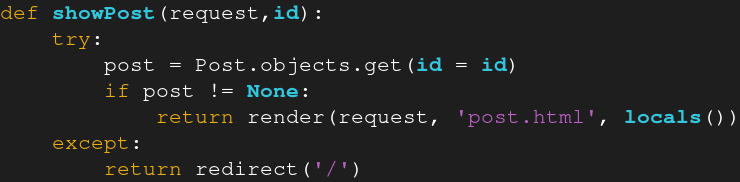 def showPost(request,id):
    try:
        post = Post.objects.get(id = id)
        if post != None:
            return render(request, 'post.html', locals())
    except:
        return redirect('/')